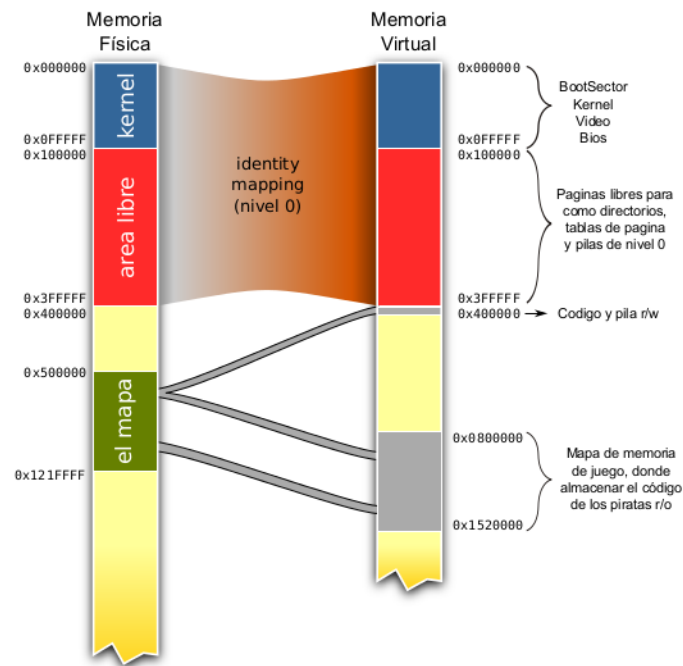 Memoria
Física
Memoria
Virtual
0x000000
kernel
0x0FFFFF
0x100000
area libre
0x3FFFFF
0x400000
0x500000
el mapa
0x121FFFF
identity
mapping
(nivel 0)
0x000000
0x0FFFFF
0x100000
0x3FFFFF
0x400000
0x0800000
0x1520000
BootSector
Kernel
Video
Bios
Paginas libres para
como directorios,
tablas de pagina
y pilas de nivel 0
Codigo y pila r/w
Mapa de memoria
de juego, donde
almacenar el código
de los piratas r/o